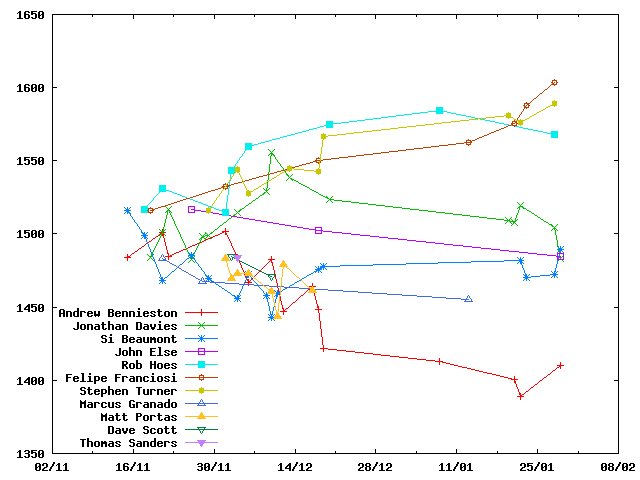 1650
1600
1550
1500
1450
1400
1350
Andrew Bennieston
Jonathan Davies
Si Beaumont
John Else
Rob Hoes
Felipe Franciosi
Stephen Turner
Marcus Granado
Matt Portas
Dave Scott
Thomas Sanders
02/11 16/11 30/11 14/12 28/12 11/01 25/01 08/02